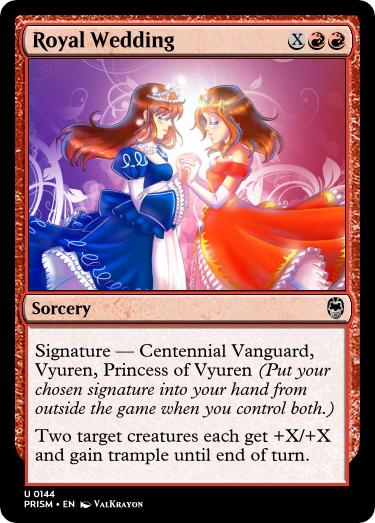 Royal Wedding XRR
Sorcery
Signature — Centennial Vanguard,
Vyuren, Princess of Vyuren (Put your
chosen signature into your hand from
outside the game when you control both.)
Two target creatures each get +X/+X
and gain trample until end of turn.
U 0144
PRISM • EN ValKrayon